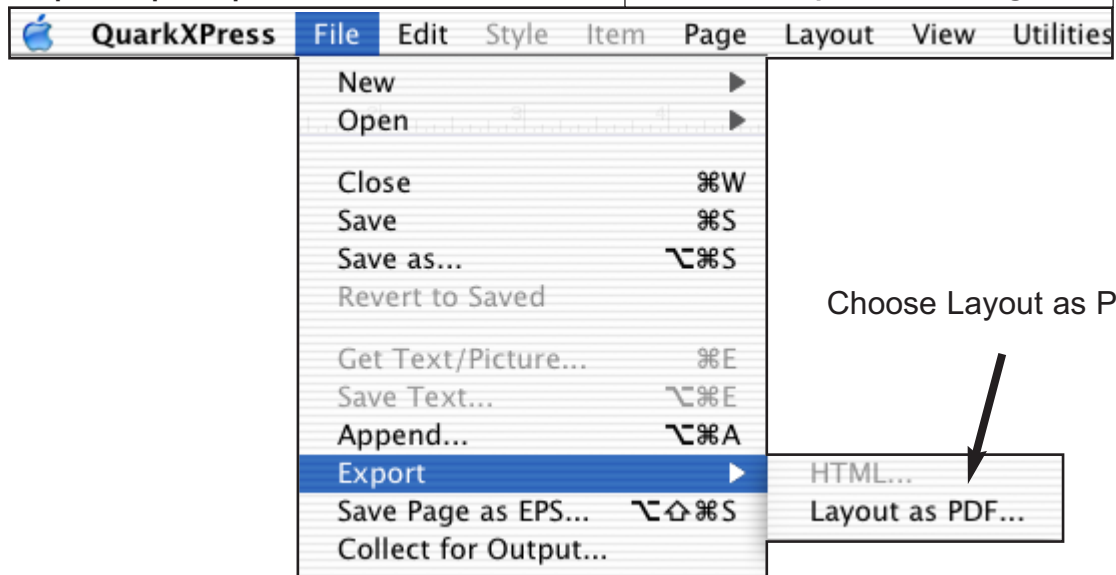 QuarkXPress File Edit Style Item Page Layout View Utilities
New
Open
Close ⌘W
Save ⌘S
Save as... ⌥⌘S
Revert to Saved
Choose Layout as P
Get Text/Picture... ⌘E
Save Text... ⌥⌘E
Append... ⌥⌘A
Export
HTML...
Save Page as EPS... ⌥⇧⌘S
Layout as PDF...
Collect for Output...